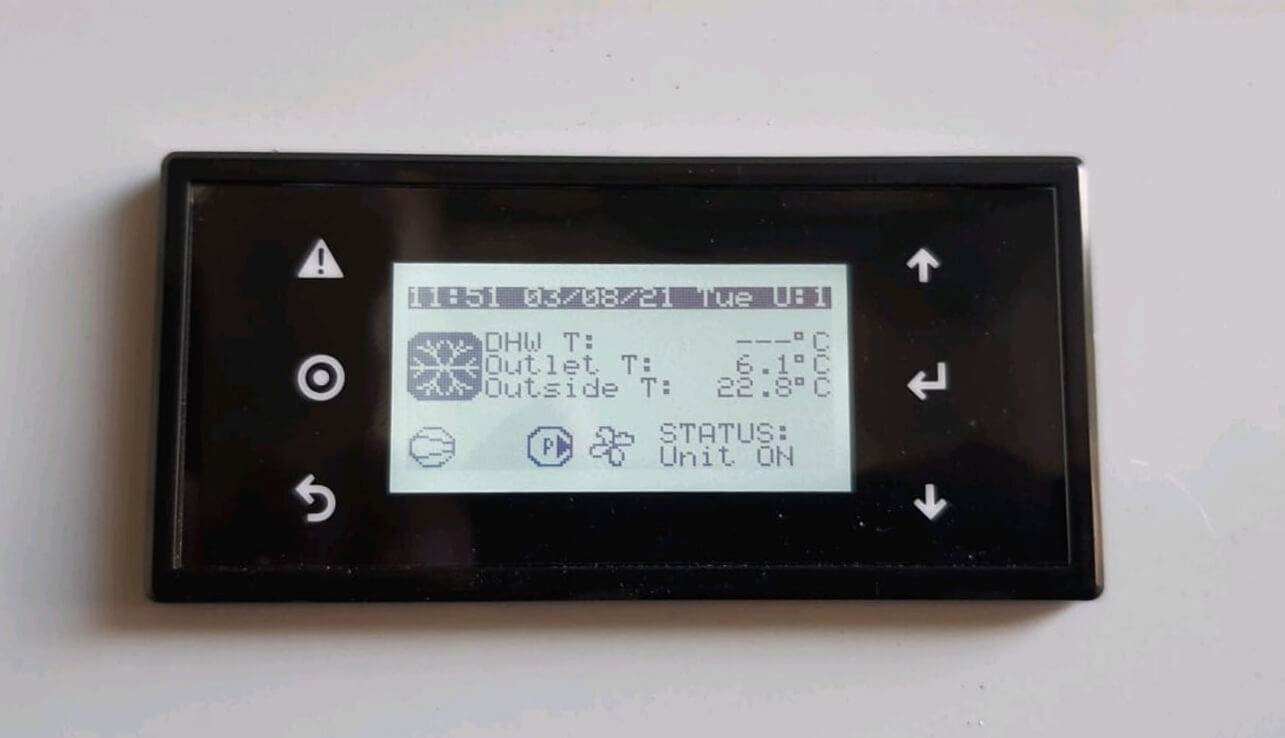 11:51 03/08/21 Tue U:1
DHW T: ---°C
Outlet T: 6.1°C
Outside T: 22.8°C
P
STATUS:
Unit ON